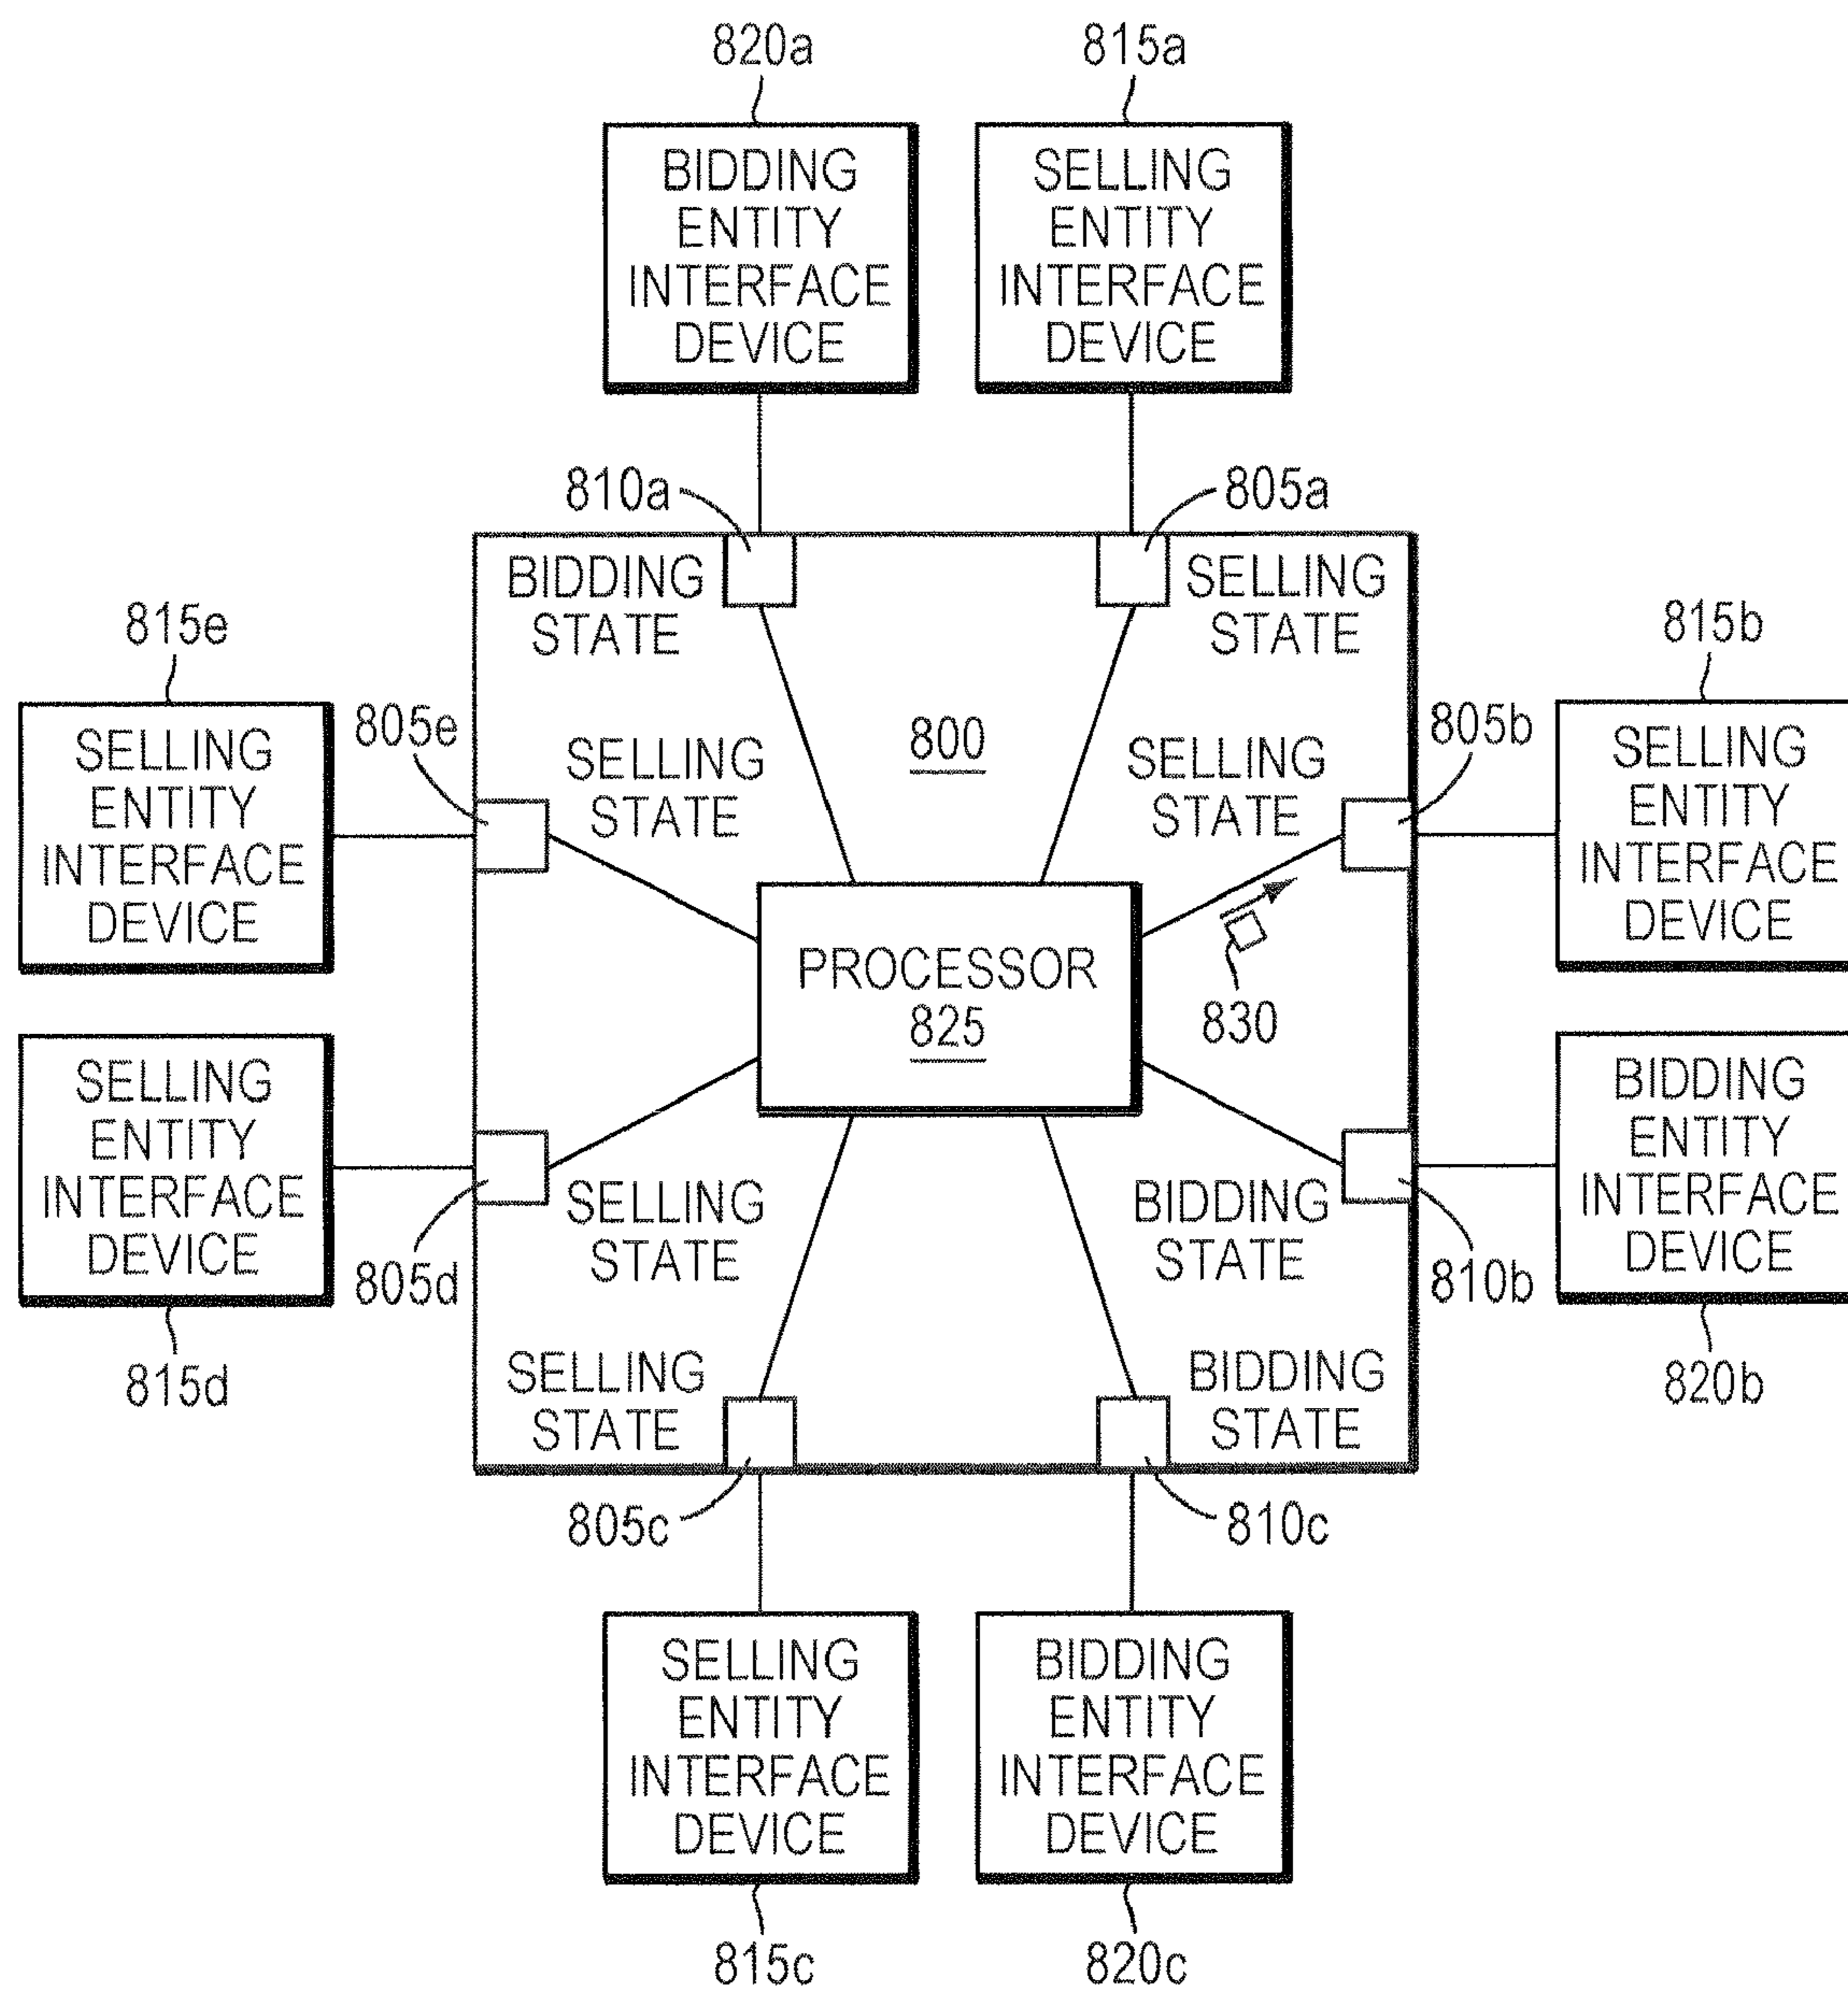 820a
815a
BIDDING
ENTITY
INTERFACE
DEVICE
SELLING
ENTITY
INTERFACE
DEVICE
810a
805a
BIDDING
STATE
SELLING
STATE
815e
815b
SELLING
ENTITY
INTERFACE
DEVICE
805e
SELLING
STATE
800
SELLING
STATE
805b
SELLING
ENTITY
INTERFACE
DEVICE
PROCESSOR
825
830
SELLING
ENTITY
INTERFACE
DEVICE
805d
SELLING
STATE
BIDDING
STATE
810b
BIDDING
ENTITY
INTERFACE
DEVICE
815d
820b
SELLING
STATE
BIDDING
STATE
805c
810c
SELLING
ENTITY
INTERFACE
DEVICE
BIDDING
ENTITY
INTERFACE
DEVICE
815c
820c